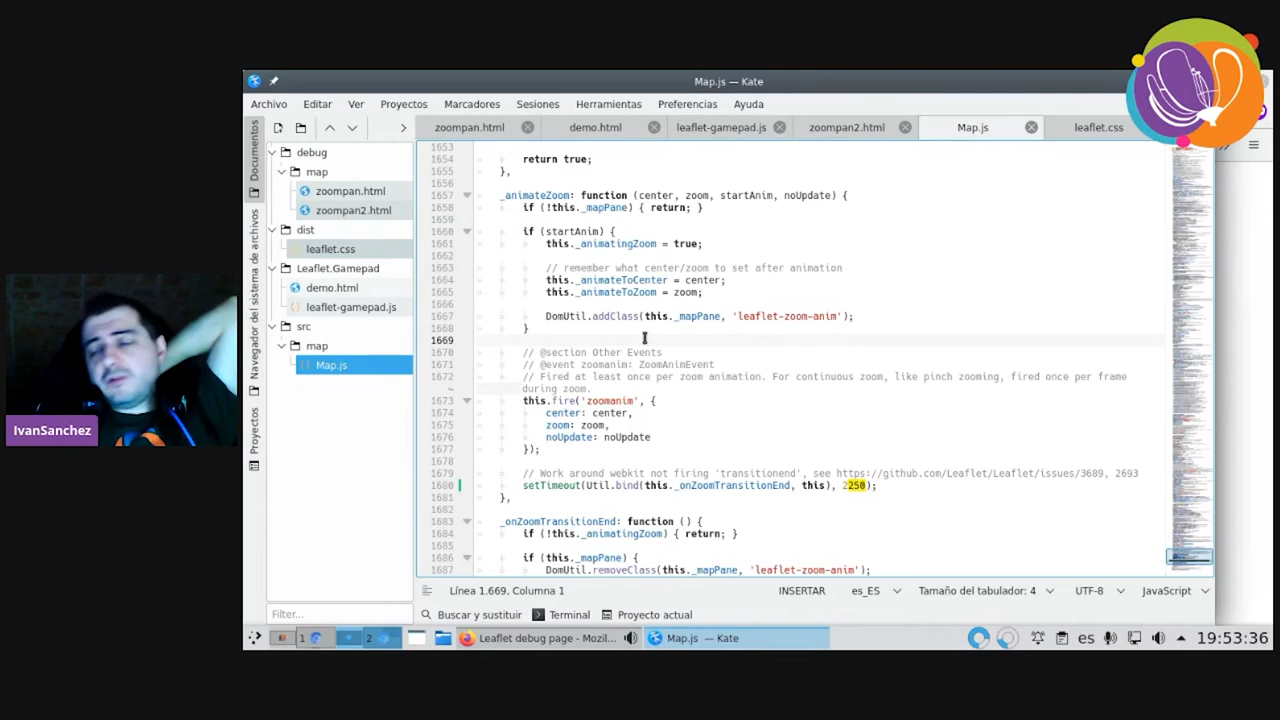 Map.js — Kate
Archivo Editar Ver Proyectos Marcadores Sesiones Herramientas Preferencias Ayuda
zoompan.html demo.html leaflet-gamepad.js zoompan2.html Map.js leaflet.css
Documentos
Navegador del sistema de archivos
Proyectos
debug
map
zoompan.html
zoompan2.html
dist
leaflet.css
Leaflet.Gamepad
demo.html
leaflet-gamepad.js
src
map
Map.js
Filter...
1653
1654 return true;
1655 },
1656
1657 _animateZoom: function (center, zoom, startAnim, noUpdate) {
1658 if (!this._mapPane) { return; }
1659
1660 if (startAnim) {
1661 this._animatingZoom = true;
1662
1663 // remember what center/zoom to set after animation
1664 this._animateToCenter = center;
1665 this._animateToZoom = zoom;
1666
1667 DomUtil.addClass(this._mapPane, 'leaflet-zoom-anim');
1668 }
1669
1670 // @section Other Events
1671 // @event zoomanim: ZoomAnimEvent
1672 // Fired at least once per zoom animation. For continuous zoom, like pinch zooming, fired once per frame
during zoom.
1673 this.fire('zoomanim', {
1674 center: center,
1675 zoom: zoom,
1676 noUpdate: noUpdate
1677 });
1678
1679 // Work around webkit not firing 'transitionend', see https://github.com/Leaflet/Leaflet/issues/3689, 2693
1680 setTimeout(Util.bind(this._onZoomTransitionEnd, this), 2250);
1681 },
1682
1683 _onZoomTransitionEnd: function () {
1684 if (!this._animatingZoom) { return; }
1685
1686 if (this._mapPane) {
1687 DomUtil.removeClass(this._mapPane, 'leaflet-zoom-anim');
Línea 1.669, Columna 1 INSERTAR es_ES Tamaño del tabulador: 4 UTF-8 JavaScript
Buscar y sustituir Terminal Proyecto actual
1 2 Leaflet debug page - Mozil... Map.js — Kate es 19:53:36
IvanSanchez